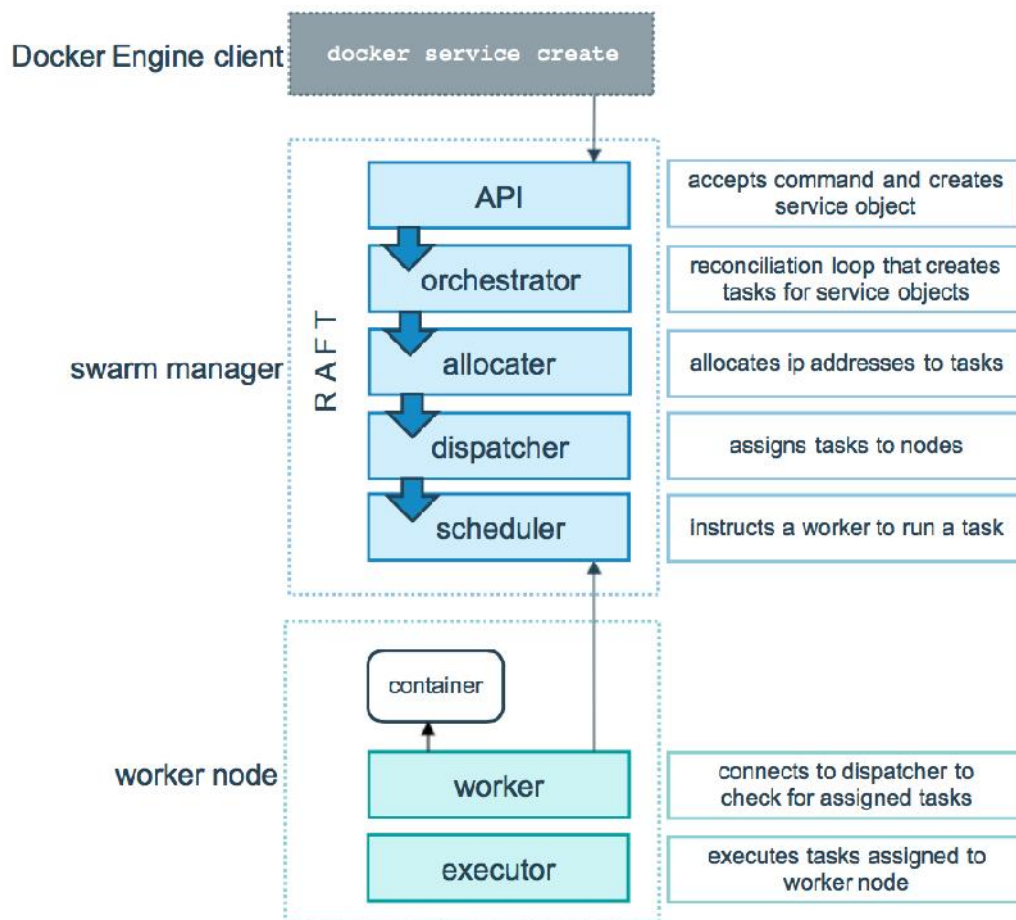 Docker Engine client
docker service create
API
accepts command and creates
service object
orchestrator
reconciliation loop that creates
tasks for service objects
RAFT
swarm manager
allocater
allocates ip addresses to tasks
dispatcher
assigns tasks to nodes
scheduler
instructs a worker to run a task
container
worker node
worker
connects to dispatcher to
check for assigned tasks
executor
executes tasks assigned to
worker node